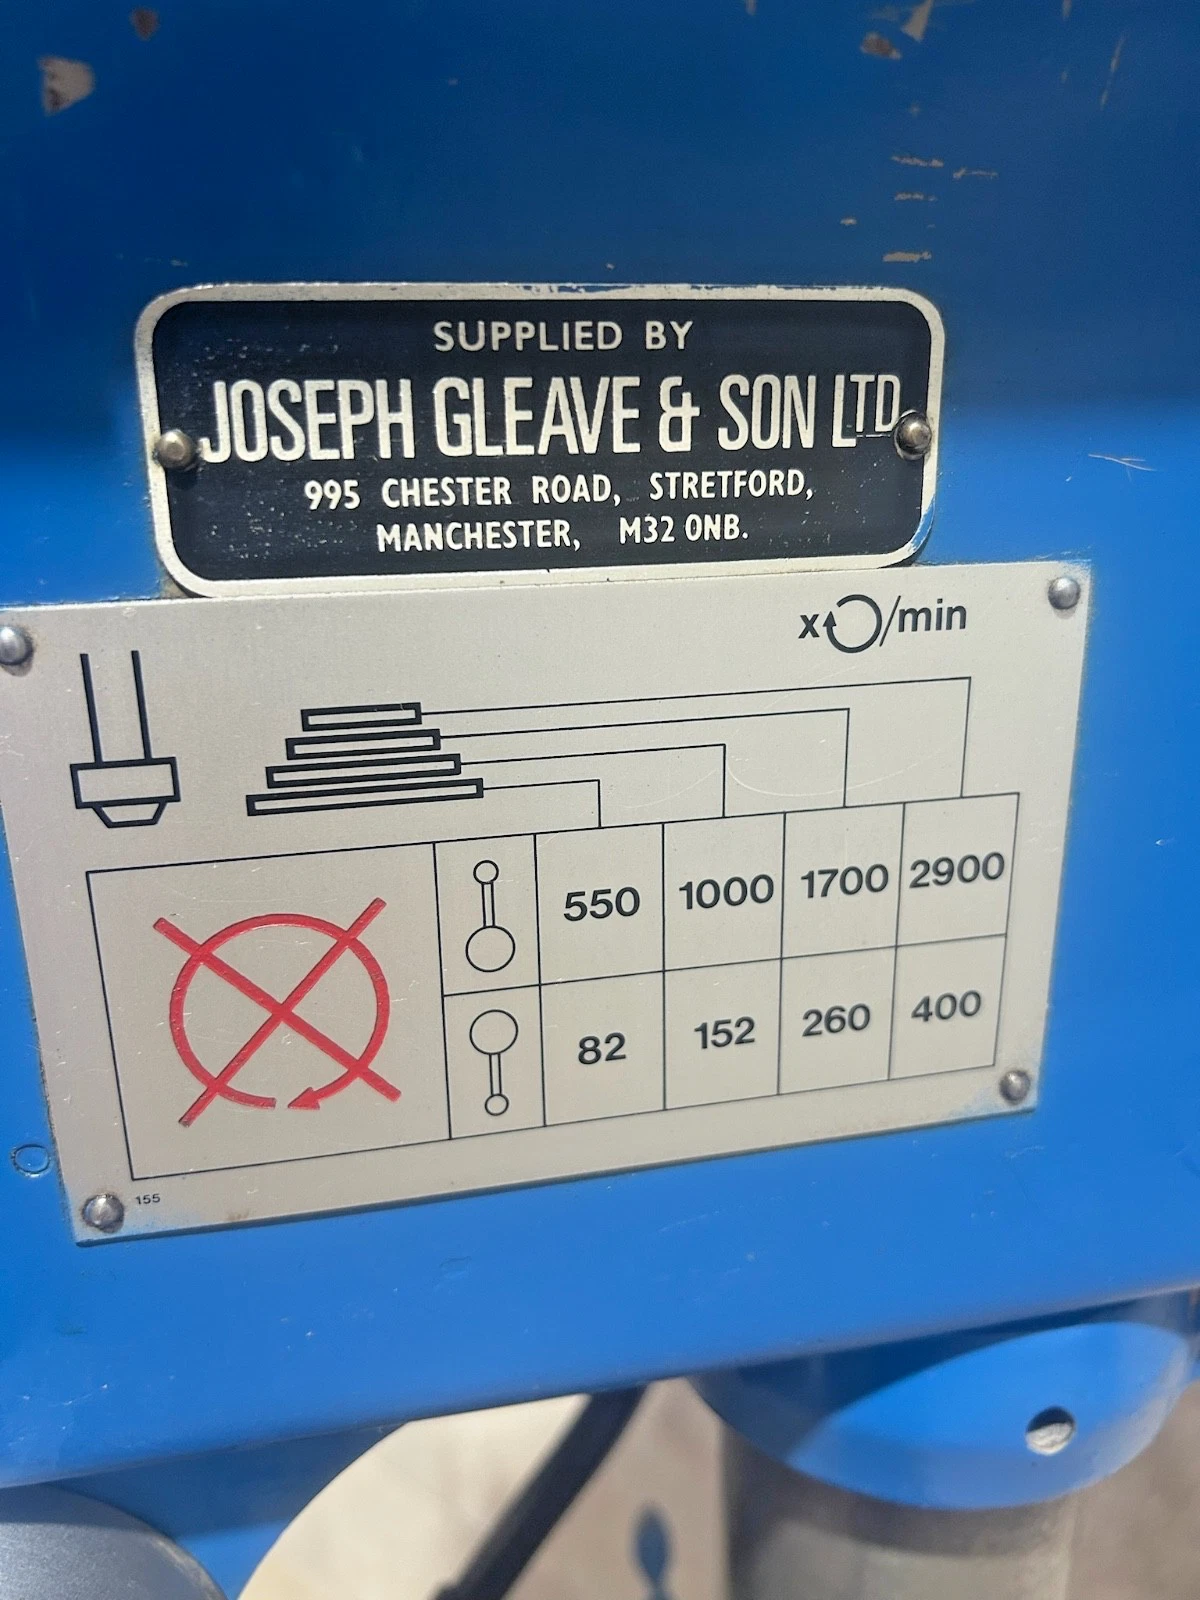 SUPPLIED BY
JOSEPH GLEAVE & SON LTD
995 CHESTER ROAD, STRETFORD,
MANCHESTER, M32 0NB.
x /min
550 1000 1700 2900
82 152 260 400
155